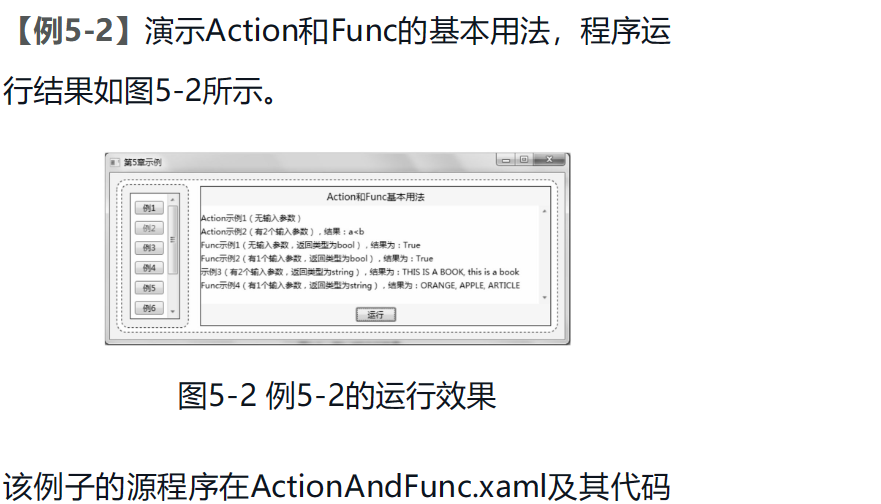 【例5-2】演示Action和Func的基本用法，程序运
行结果如图5-2所示。
第5章示例
例1
例2
例3
例4
例5
例6
Action和Func基本用法
Action示例1（无输入参数）
Action示例2（有2个输入参数），结果：a<b
Func示例1（无输入参数，返回类型为bool），结果为：True
Func示例2（有1个输入参数，返回类型为bool），结果为：True
示例3（有2个输入参数，返回类型为string），结果为：THIS IS A BOOK, this is a book
Func示例4（有1个输入参数，返回类型为string），结果为：ORANGE, APPLE, ARTICLE
运行
图5-2 例5-2的运行效果
该例子的源程序在ActionAndFunc.xaml及其代码